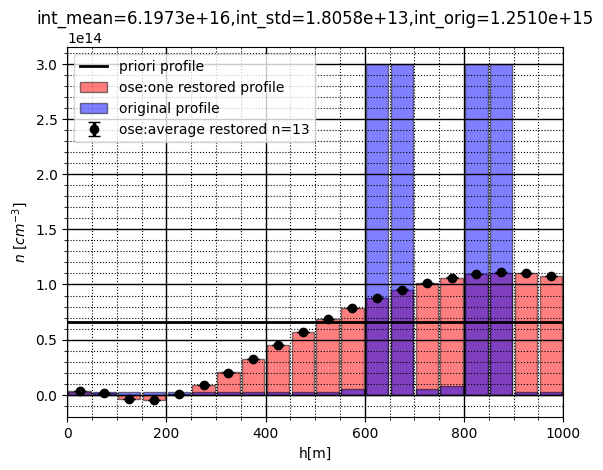 int_mean=6.1973e+16,int_std=1.8058e+13,int_orig=1.2510e+15
1e14
priori profile
ose:one restored profile
original profile
ose:average restored n=13
3.0
2.5
2.0
1.5
1.0
0.5
0.0
n [cm⁻³]
0 200 400 600 800 1000
h[m]